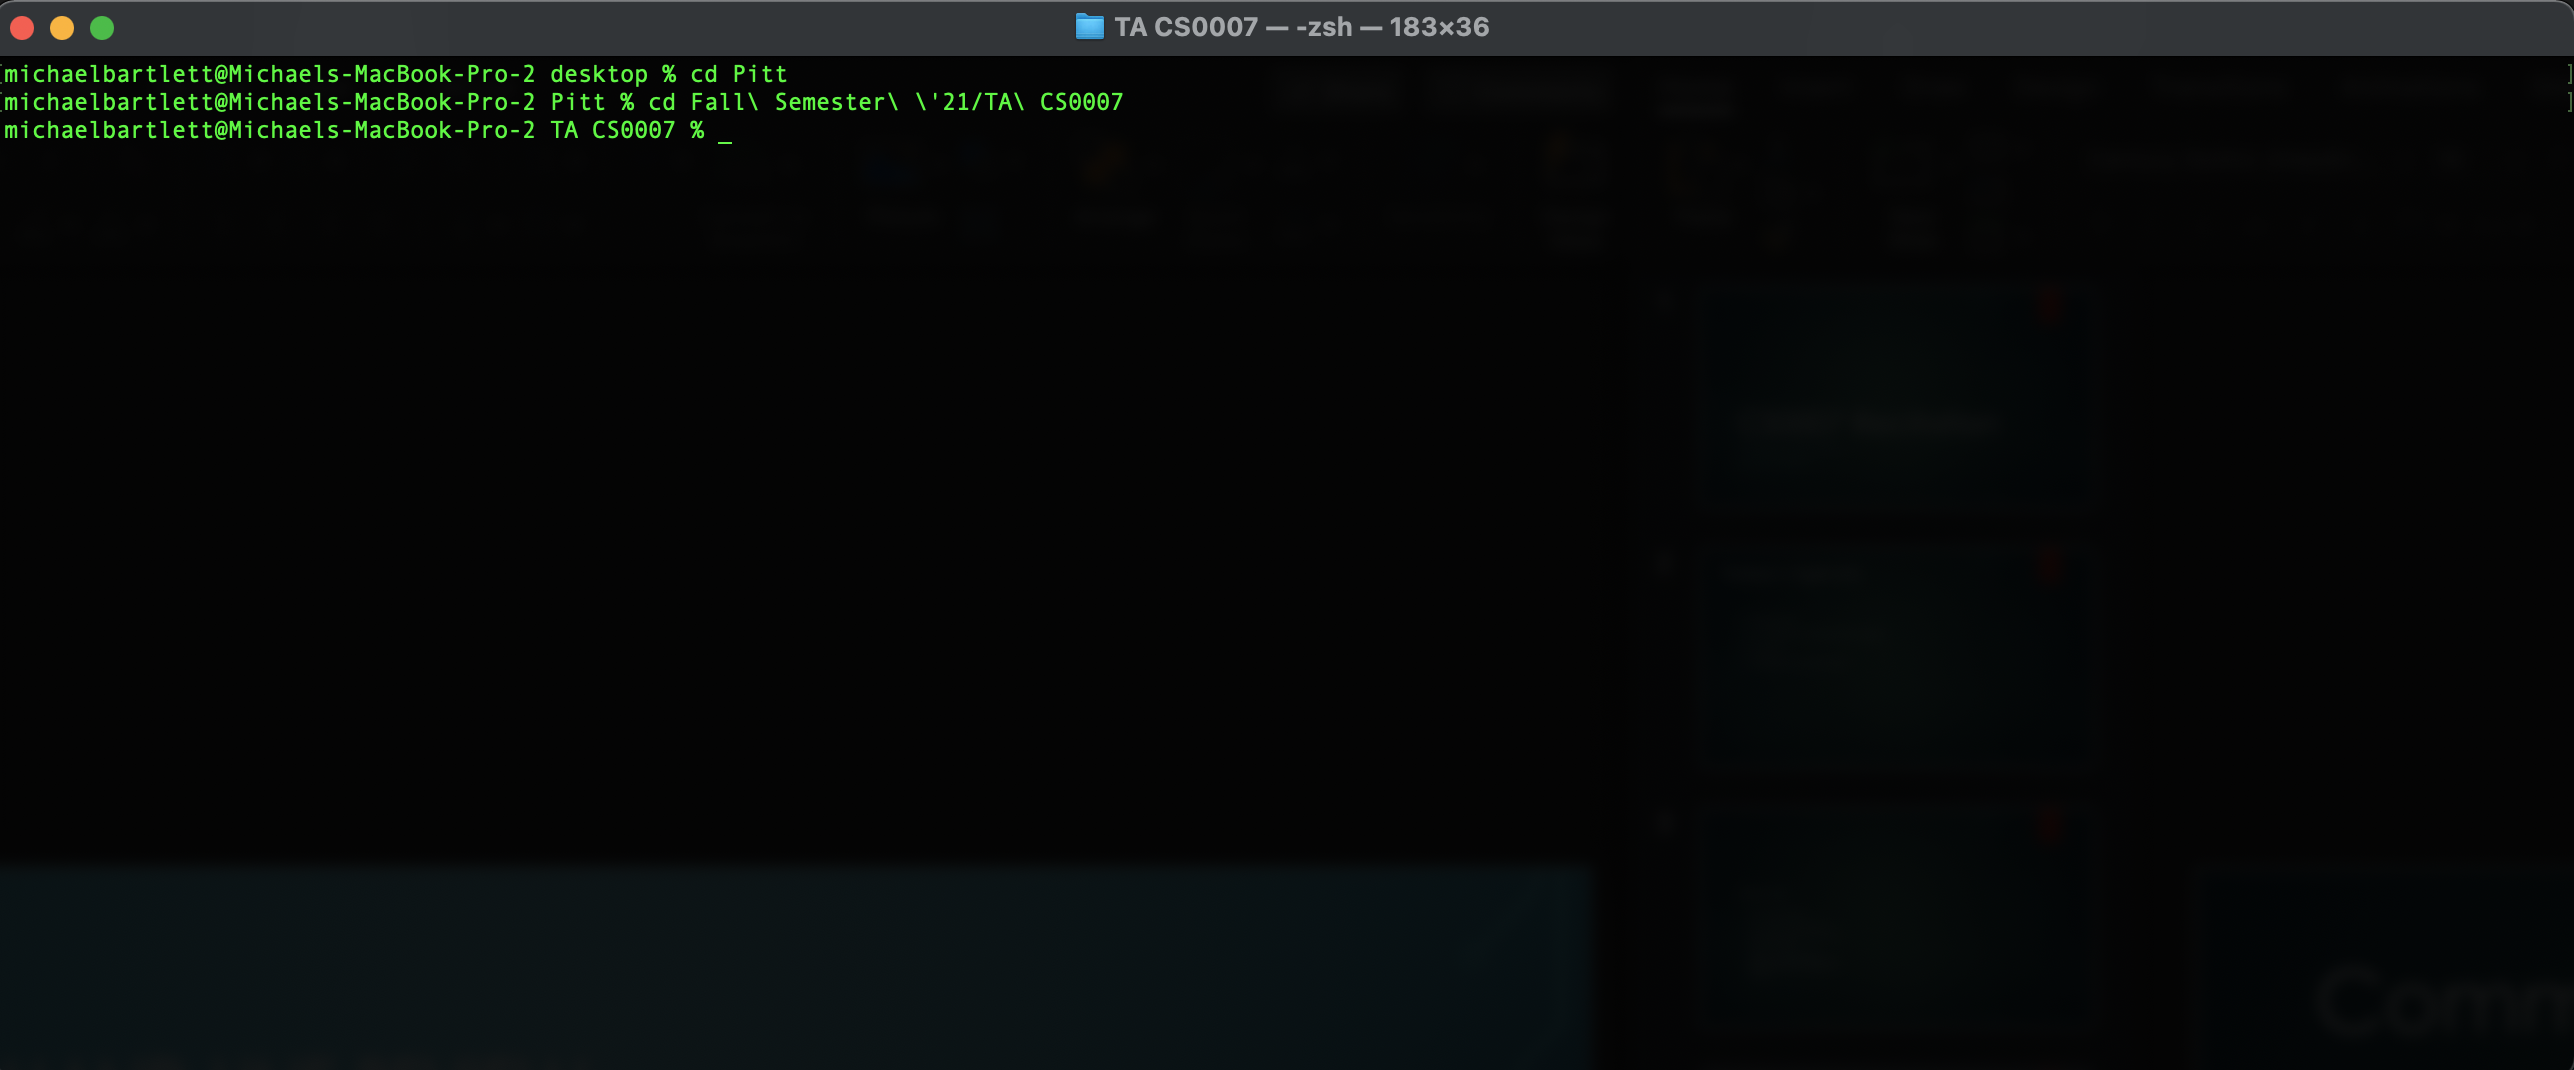 TA CS0007 — -zsh — 183×36
michaelbartlett@Michaels-MacBook-Pro-2 desktop % cd Pitt
michaelbartlett@Michaels-MacBook-Pro-2 Pitt % cd Fall\ Semester\ \'21/TA\ CS0007
michaelbartlett@Michaels-MacBook-Pro-2 TA CS0007 % _
Comm